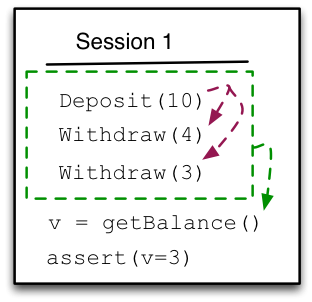 Session 1
Deposit(10)
Withdraw(4)
Withdraw(3)
v = getBalance()
assert(v=3)